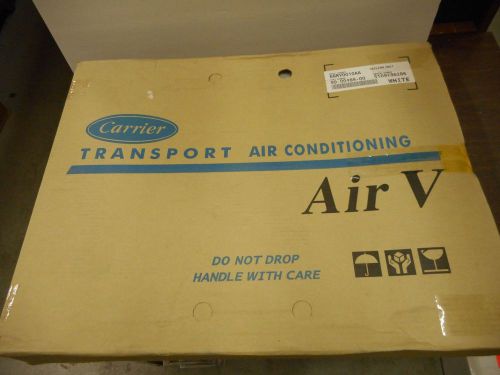 WHITE
Carrier
TRANSPORT AIR CONDITIONING
Air V
DO NOT DROP
HANDLE WITH CARE